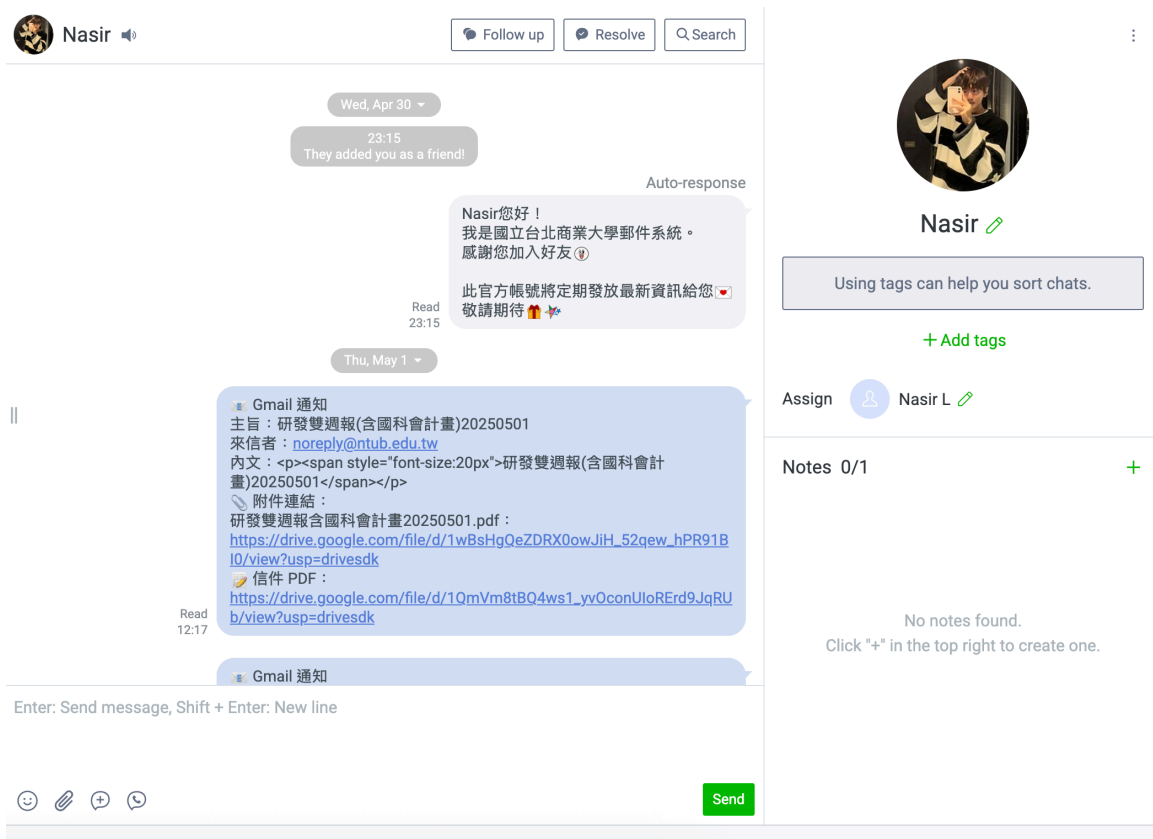 Nasir
Follow up
Resolve
Search
Wed, Apr 30
23:15
They added you as a friend!
Auto-response
Nasir您好！
我是國立台北商業大學郵件系統。
感謝您加入好友
此官方帳號將定期發放最新資訊給您💌
敬請期待🎁
Read
23:15
Thu, May 1
📧 Gmail 通知
主旨：研發雙週報(含國科會計畫)20250501
來信者：noreply@ntub.edu.tw
內文：<p><span style="font-size:20px">研發雙週報(含國科會計
畫)20250501</span></p>
📎 附件連結：
研發雙週報含國科會計畫20250501.pdf：
https://drive.google.com/file/d/1wBsHgQeZDRX0owJiH_52qew_hPR91B
I0/view?usp=drivesdk
📝 信件 PDF：
https://drive.google.com/file/d/1QmVm8tBQ4ws1_yvOconUIoRErd9JqRU
b/view?usp=drivesdk
Read
12:17
📧 Gmail 通知
Enter: Send message, Shift + Enter: New line
Send
Nasir
Using tags can help you sort chats.
+ Add tags
Assign
Nasir L
Notes 0/1
+
No notes found.
Click "+" in the top right to create one.